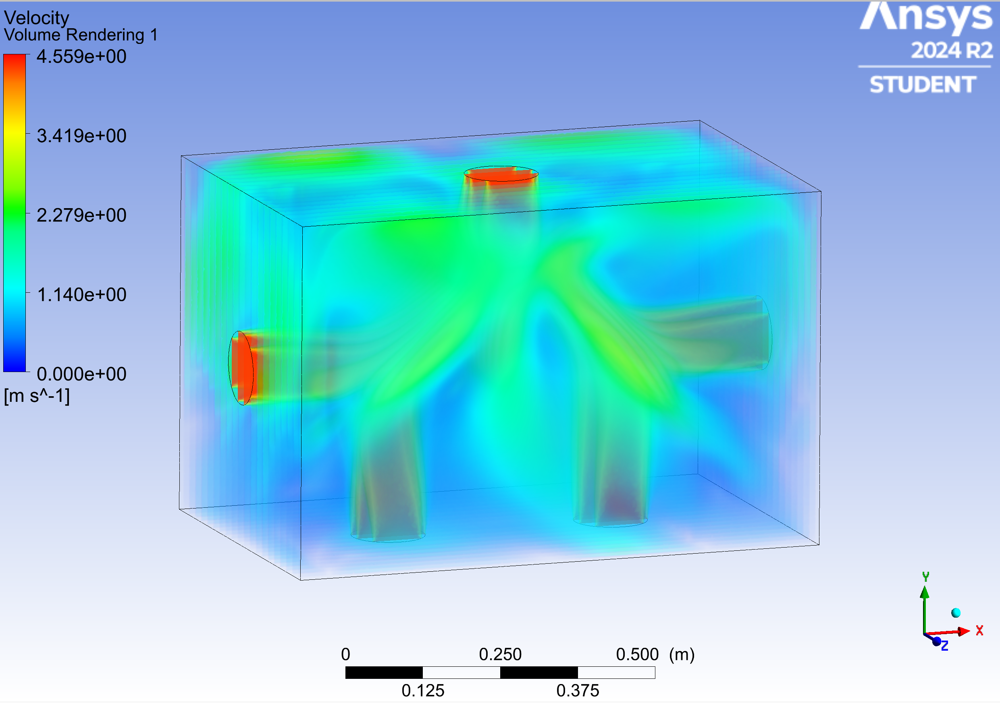 Velocity
Volume Rendering 1
4.559e+00
3.419e+00
2.279e+00
1.140e+00
0.000e+00
[m s^-1]
Ansys
2024 R2
STUDENT
0 0.250 0.500 (m)
0.125 0.375
Y
X
Z